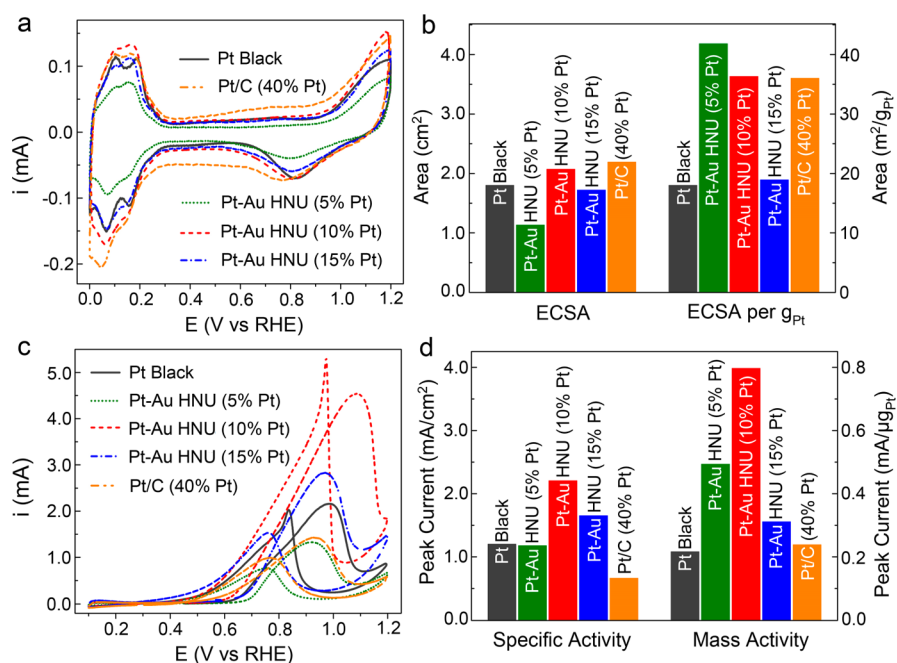 a
i (mA)
0.1
0.0
-0.1
-0.2
Pt Black
Pt/C (40% Pt)
Pt-Au HNU (5% Pt)
Pt-Au HNU (10% Pt)
Pt-Au HNU (15% Pt)
0.0 0.2 0.4 0.6 0.8 1.0 1.2
E (V vs RHE)
b
Area (cm²)
4.0
3.0
2.0
1.0
0.0
Pt Black
Pt-Au HNU (5% Pt)
Pt-Au HNU (10% Pt)
Pt-Au HNU (15% Pt)
Pt/C (40% Pt)
Pt Black
Pt-Au HNU (5% Pt)
Pt-Au HNU (10% Pt)
Pt-Au HNU (15% Pt)
Pt/C (40% Pt)
40
30
20
10
0
Area (m²/gPt)
ECSA ECSA per gPt
c
i (mA)
5.0
4.0
3.0
2.0
1.0
0.0
Pt Black
Pt-Au HNU (5% Pt)
Pt-Au HNU (10% Pt)
Pt-Au HNU (15% Pt)
Pt/C (40% Pt)
0.2 0.4 0.6 0.8 1.0 1.2
E (V vs RHE)
d
Peak Current (mA/cm²)
4.0
3.0
2.0
1.0
0.0
Pt Black
Pt-Au HNU (5% Pt)
Pt-Au HNU (10% Pt)
Pt-Au HNU (15% Pt)
Pt/C (40% Pt)
Pt Black
Pt-Au HNU (5% Pt)
Pt-Au HNU (10% Pt)
Pt-Au HNU (15% Pt)
Pt/C (40% Pt)
0.8
0.6
0.4
0.2
0.0
Peak Current (mA/µgPt)
Specific Activity Mass Activity